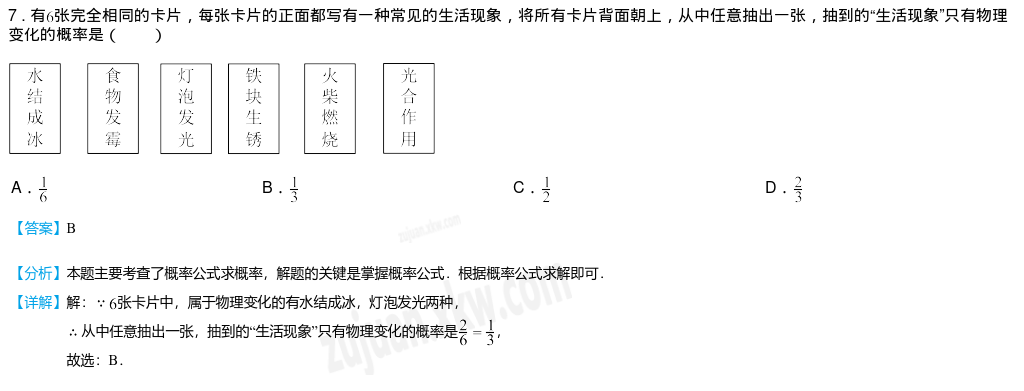 7．有6张完全相同的卡片，每张卡片的正面都写有一种常见的生活现象，将所有卡片背面朝上，从中任意抽出一张，抽到的“生活现象”只有物理
变化的概率是（　　）
水结成冰 食物发霉 灯泡发光 铁块生锈 火柴燃烧 光合作用
A．1/6 B．1/3 C．1/2 D．2/3
【答案】B
【分析】本题主要考查了概率公式求概率，解题的关键是掌握概率公式．根据概率公式求解即可．
【详解】解：∵6张卡片中，属于物理变化的有水结成冰，灯泡发光两种，
∴从中任意抽出一张，抽到的“生活现象”只有物理变化的概率是2/6=1/3，
故选：B．
zujuan.xkw.com
zujuan.xkw.com